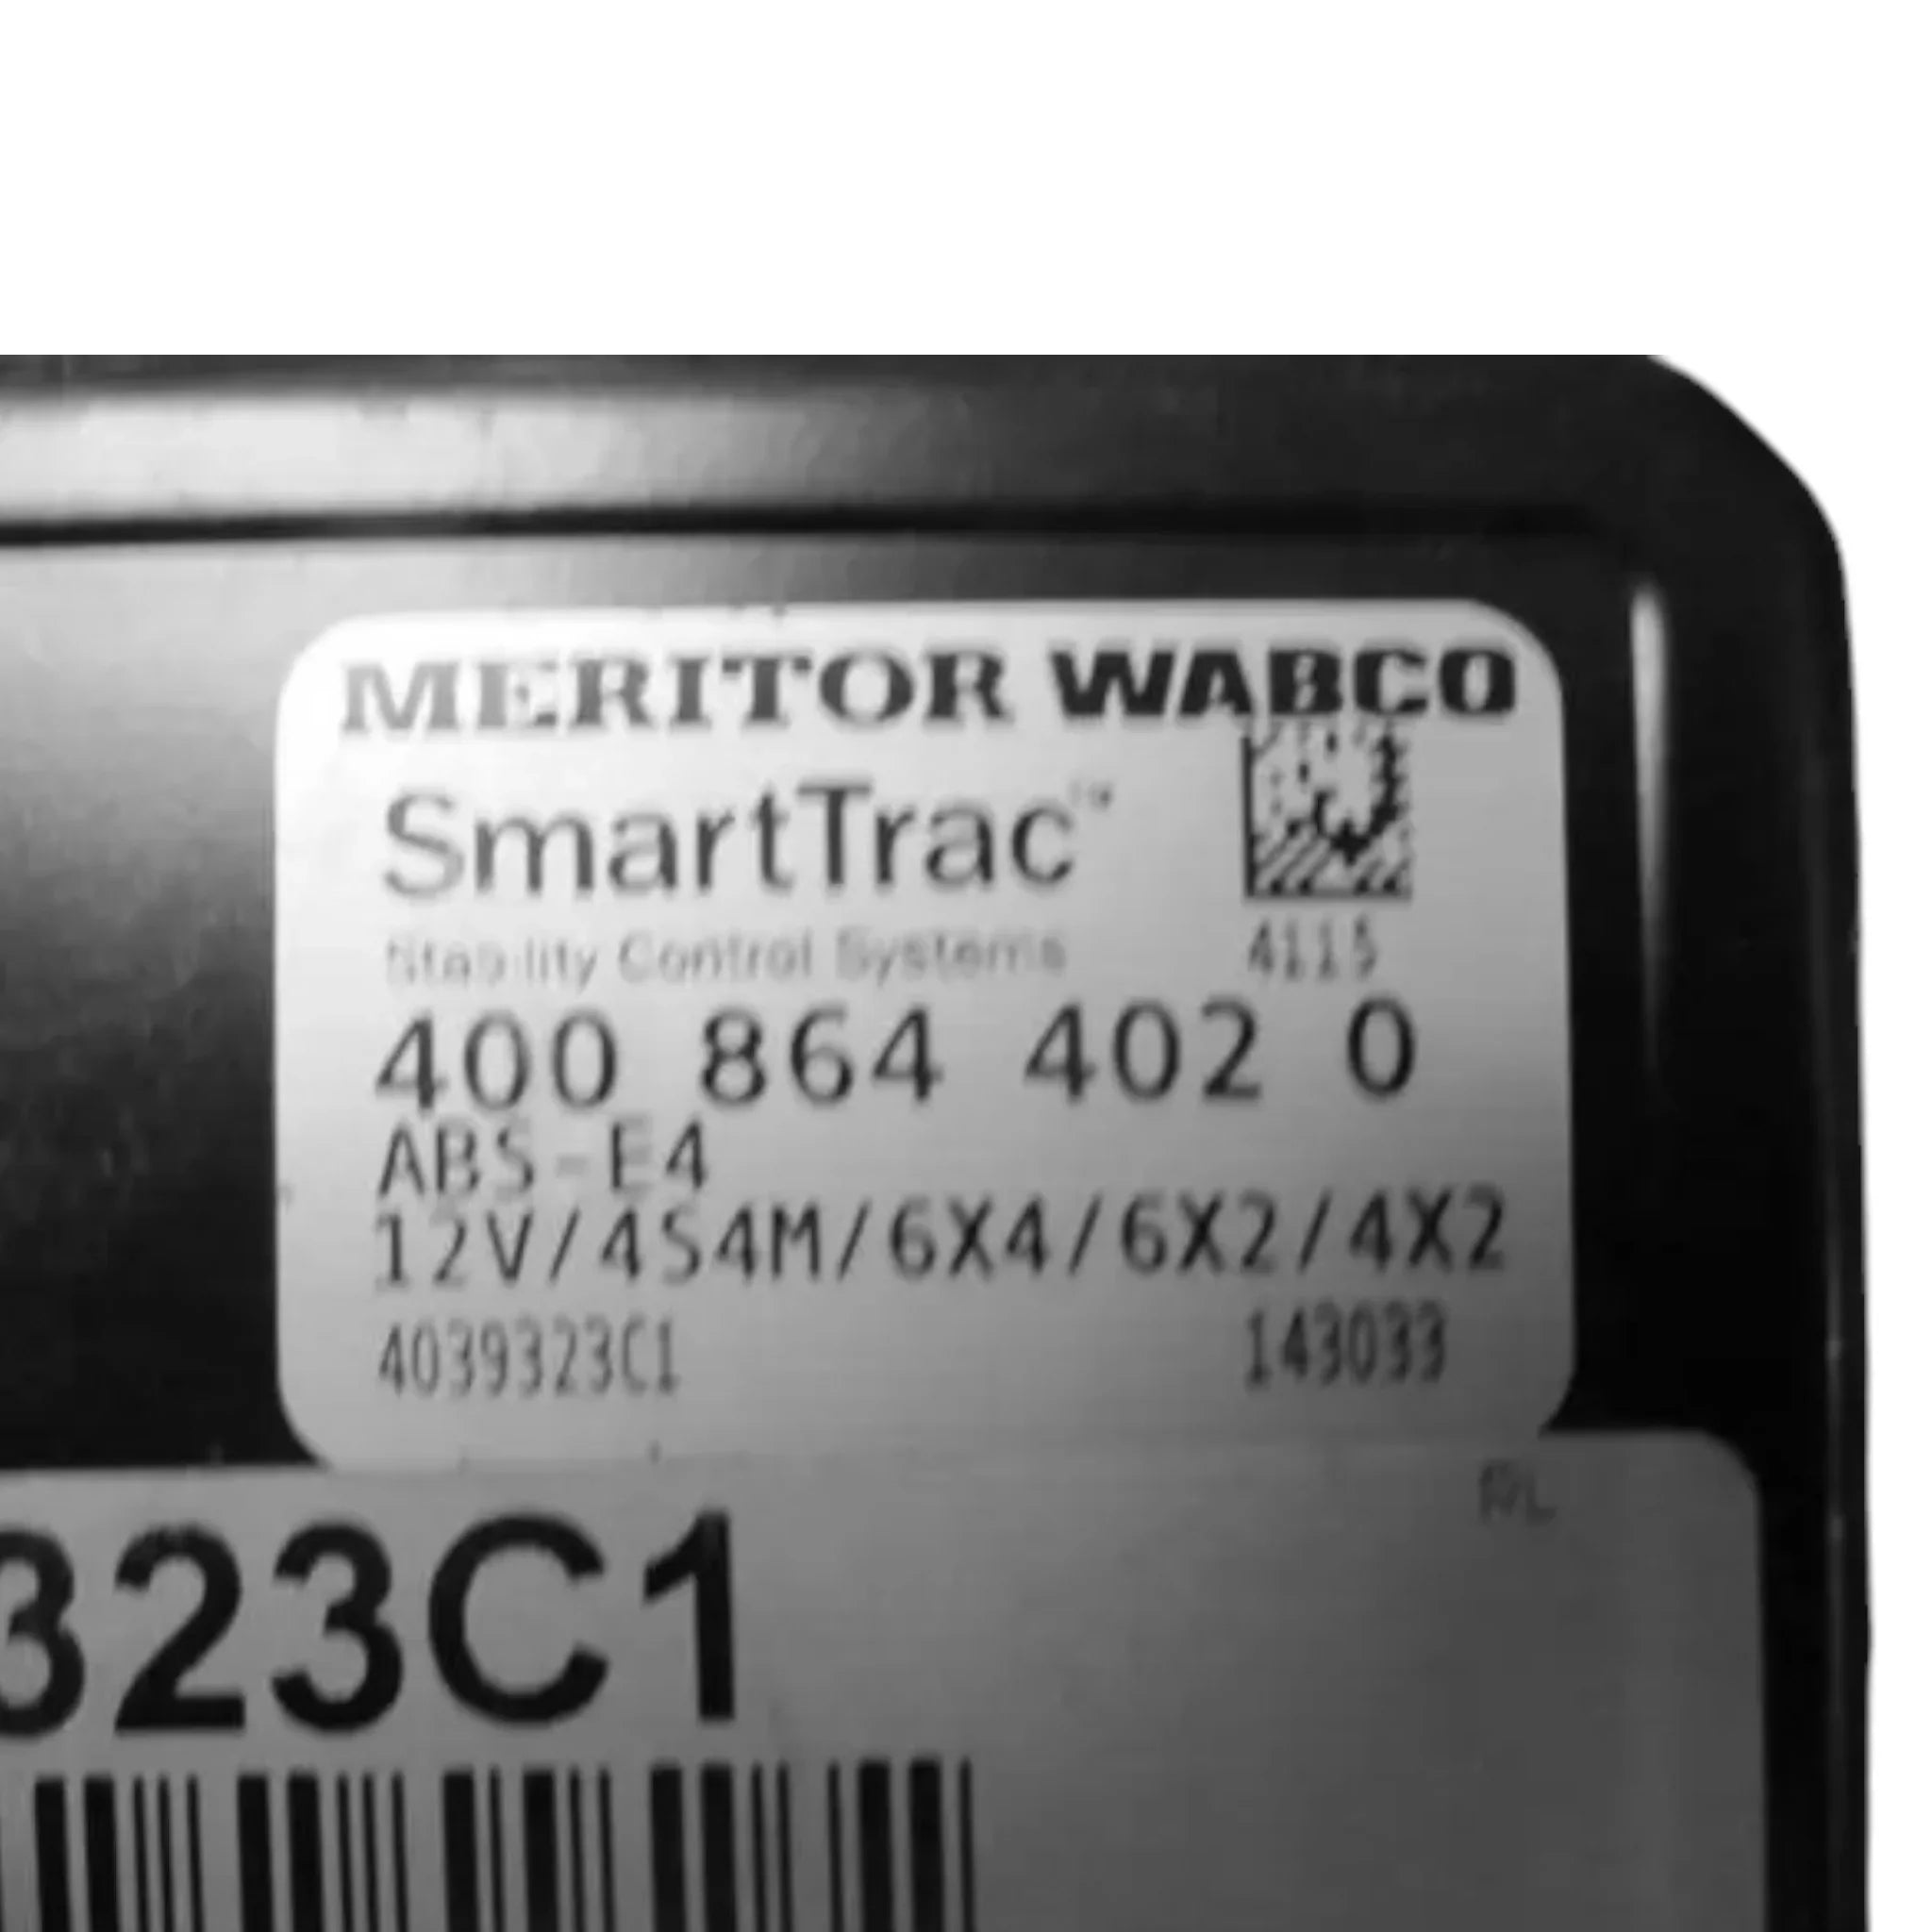 MERITOR WABCO
SmartTrac™
Stability Control Systems
4115
400 864 402 0
ABS-E4
12V/4S4M/6X4/6X2/4X2
4039323C1 143033
323C1